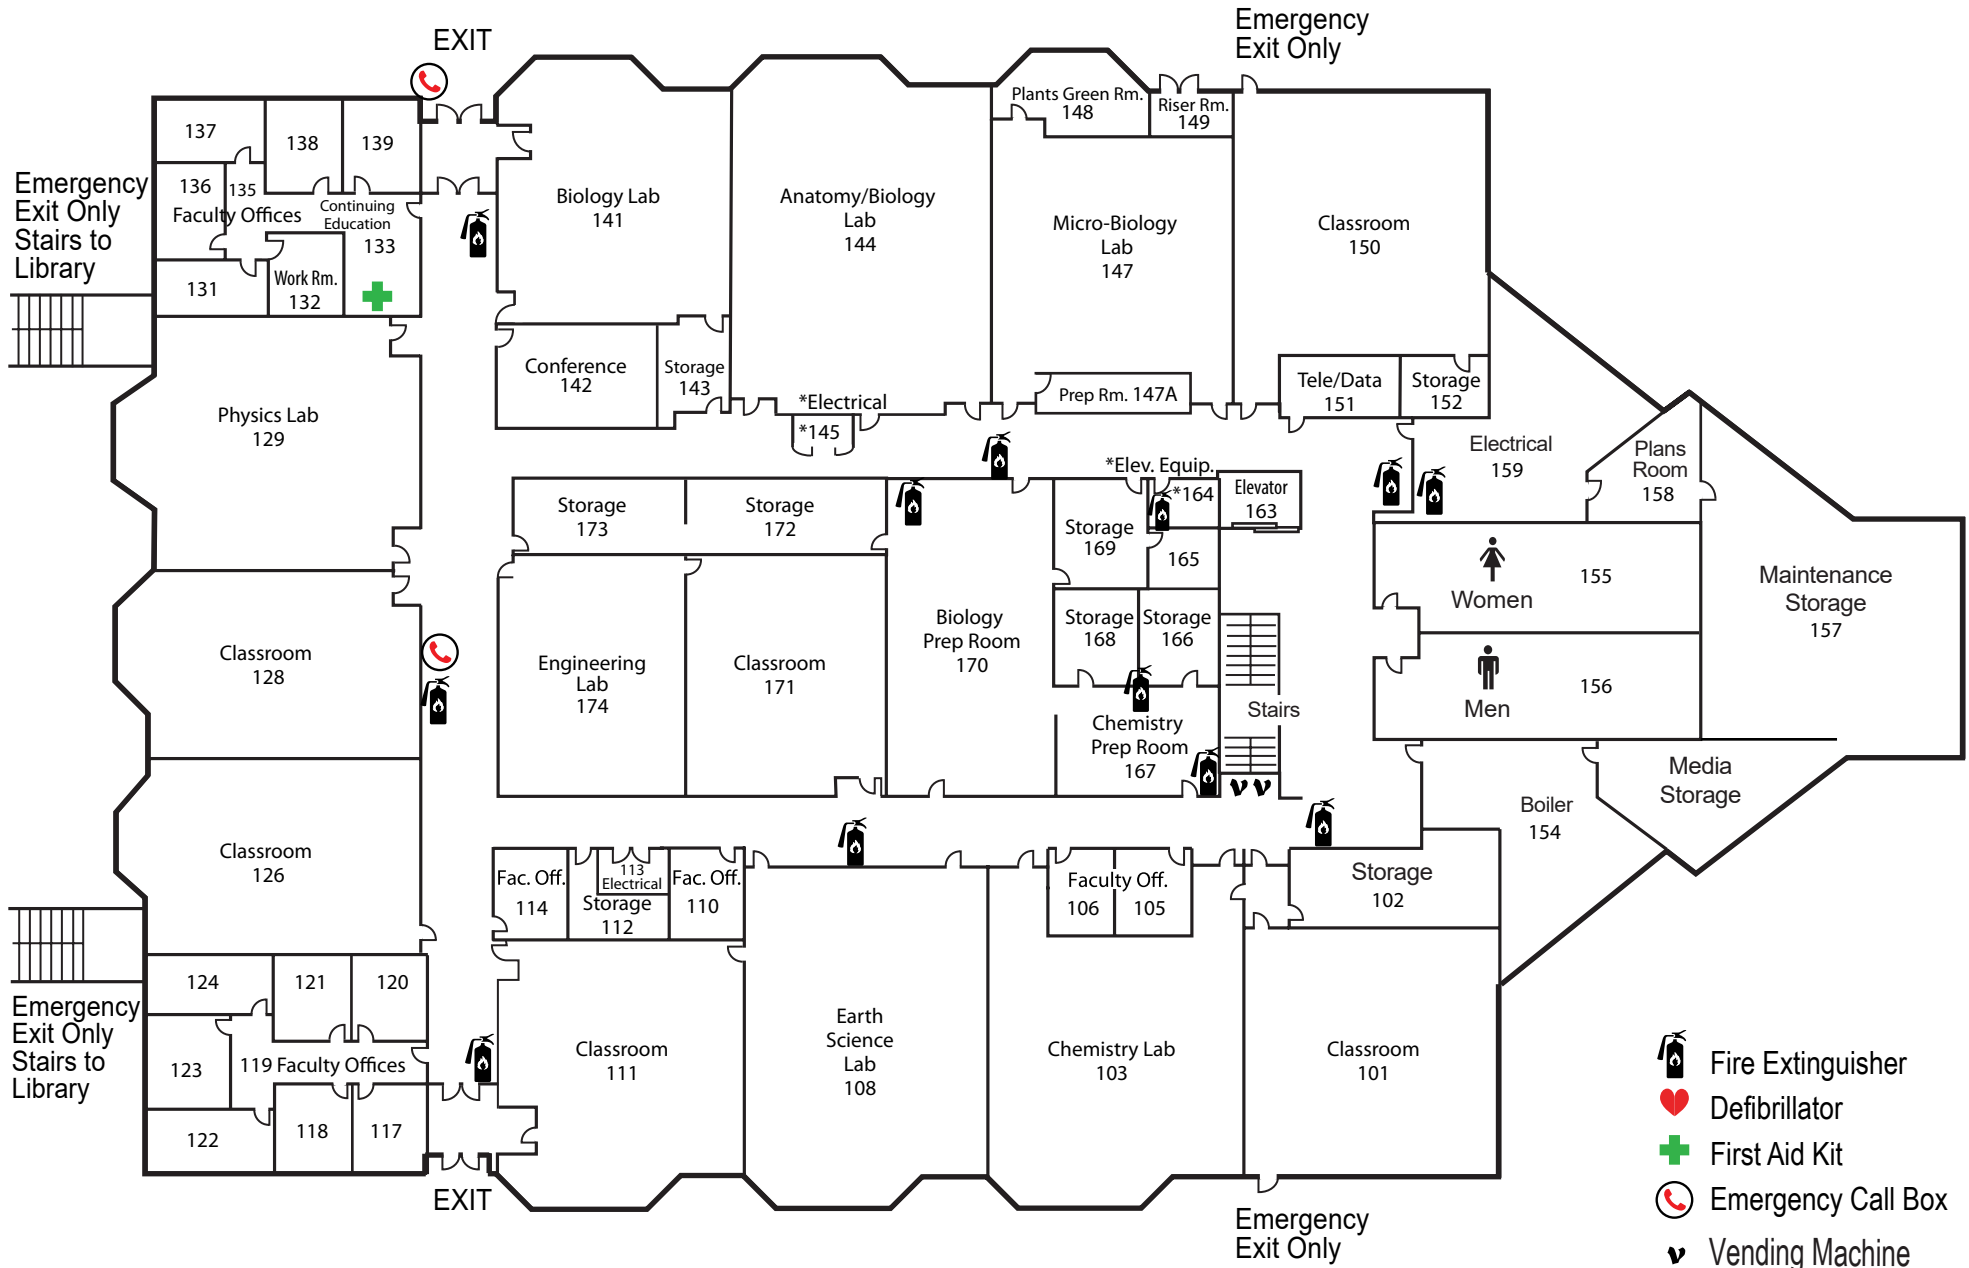 EXIT
Emergency
Exit Only
137
138
139
Plants Green Rm.
148
Riser Rm.
149
Emergency
Exit Only
Stairs to
Library
136
135
Faculty Offices
Continuing
Education
133
131
Work Rm.
132
Biology Lab
141
Anatomy/Biology
Lab
144
Micro-Biology
Lab
147
Classroom
150
Conference
142
Storage
143
*Electrical
*145
Prep Rm. 147A
Tele/Data
151
Storage
152
Physics Lab
129
Electrical
159
Plans
Room
158
*Elev. Equip.
*164
Elevator
163
Storage
173
Storage
172
Storage
169
165
Women
155
Maintenance
Storage
157
Classroom
128
Engineering
Lab
174
Classroom
171
Biology
Prep Room
170
Storage
168
Storage
166
Men
156
Stairs
Chemistry
Prep Room
167
v v
Media
Storage
Boiler
154
Classroom
126
Fac. Off.
114
113
Electrical
Storage
112
Fac. Off.
110
Faculty Off.
106
105
Storage
102
124
121
120
Emergency
Exit Only
Stairs to
Library
123
119 Faculty Offices
122
118
117
Classroom
111
Earth
Science
Lab
108
Chemistry Lab
103
Classroom
101
EXIT
Emergency
Exit Only
Fire Extinguisher
Defibrillator
First Aid Kit
Emergency Call Box
v Vending Machine